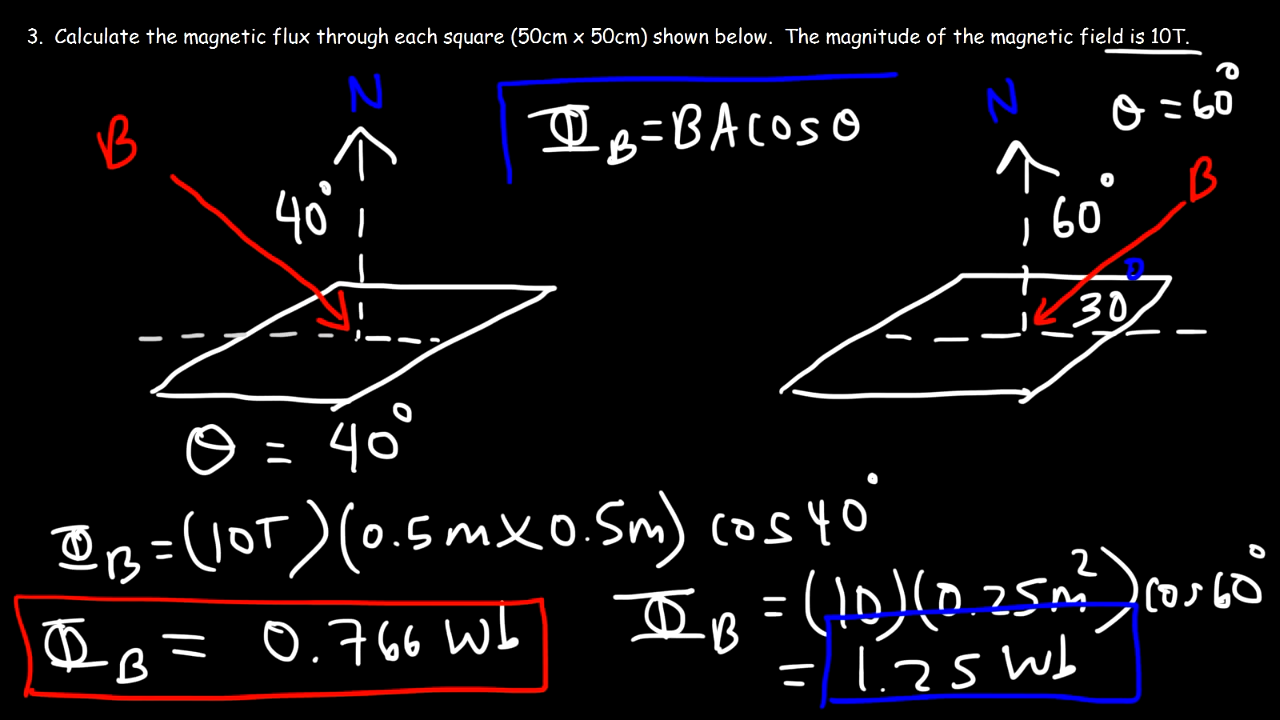 3. Calculate the magnetic flux through each square (50cm x 50cm) shown below. The magnitude of the magnetic field is 10T.
N
B
40°
θ = 40°
Φ_B = BA cos θ
N
θ = 60°
60°
B
30°
Φ_B = (10T)(0.5m × 0.5m) cos 40°
Φ_B = 0.766 Wb
Φ_B = (10)(0.25m²) cos 60°
= 1.25 Wb